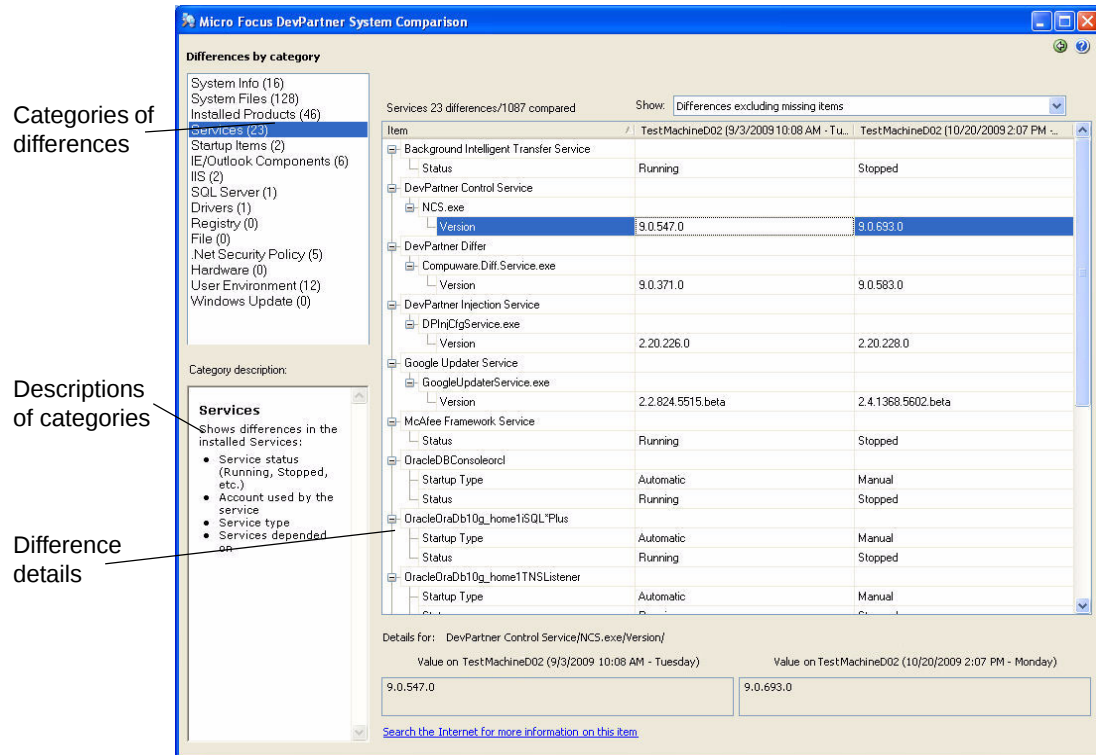 Micro Focus DevPartner System Comparison
Differences by category
System Info (16)
System Files (128)
Installed Products (46)
Services (23)
Startup Items (2)
IE/Outlook Components (6)
IIS (2)
SQL Server (1)
Drivers (1)
Registry (0)
File (0)
.Net Security Policy (5)
Hardware (0)
User Environment (12)
Windows Update (0)
Categories of
differences
Category description:
Services
Shows differences in the
installed Services:
Service status
(Running, Stopped,
etc.)
Account used by the
service
Service type
Services depended
on
Descriptions
of categories
Difference
details
Services 23 differences/1087 compared Show: Differences excluding missing items
Item / TestMachineD02 (9/3/2009 10:08 AM - Tu... TestMachineD02 (10/20/2009 2:07 PM -...
Background Intelligent Transfer Service
Status Running Stopped
DevPartner Control Service
NCS.exe
Version 9.0.547.0 9.0.693.0
DevPartner Differ
Compuware.Diff.Service.exe
Version 9.0.371.0 9.0.583.0
DevPartner Injection Service
DPInjCfgService.exe
Version 2.20.226.0 2.20.228.0
Google Updater Service
GoogleUpdaterService.exe
Version 2.2.824.5515.beta 2.4.1368.5602.beta
McAfee Framework Service
Status Running Stopped
OracleDBConsoleorcl
Startup Type Automatic Manual
Status Running Stopped
OracleOraDb10g_home1iSQL*Plus
Startup Type Automatic Manual
Status Running Stopped
OracleOraDb10g_home1TNSListener
Startup Type Automatic Manual
Details for: DevPartner Control Service/NCS.exe/Version/
Value on TestMachineD02 (9/3/2009 10:08 AM - Tuesday) Value on TestMachineD02 (10/20/2009 2:07 PM - Monday)
9.0.547.0 9.0.693.0
Search the Internet for more information on this item